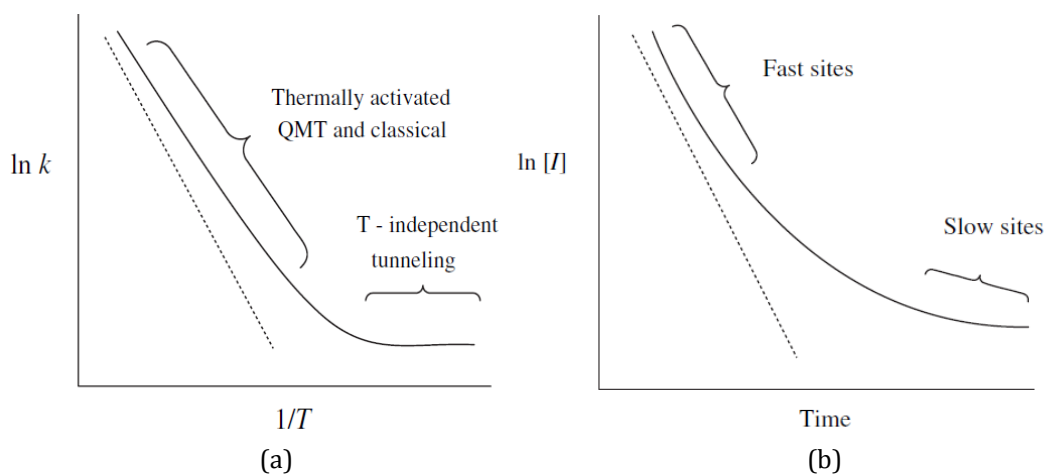 Thermally activated
QMT and classical
ln k
T - independent
tunneling
1/T
(a)
Fast sites
ln [I]
Slow sites
Time
(b)